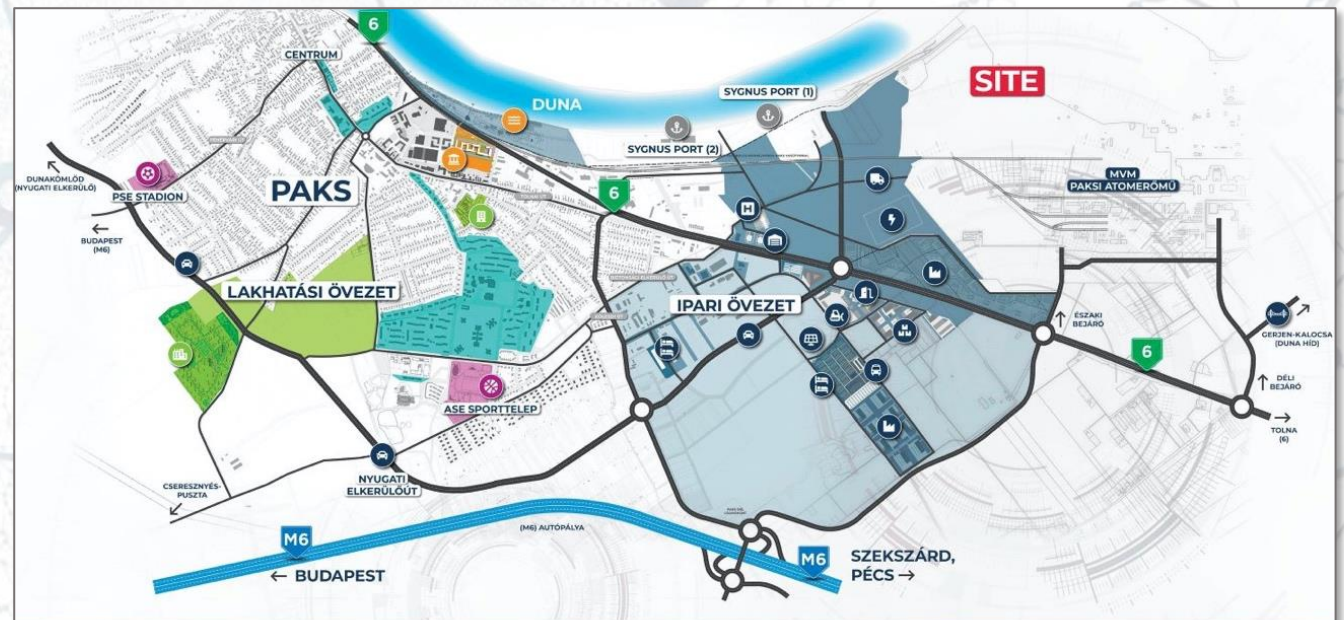 6
CENTRUM
DUNA
SITE
SYGNUS PORT (1)
SYGNUS PORT (2)
MVM
PAKSI ATOMERŐMŰ
DUNAKÖMLŐD
(NYUGATI ELKERÜLŐ)
PSE STADION
PAKS
6
BUDAPEST
(M6)
LAKHATÁSI ÖVEZET
IPARI ÖVEZET
ÉSZAKI
BEJÁRÓ
GERJEN-KALOCSA
(DUNA HÍD)
6
DÉLI
BEJÁRÓ
ASE SPORTTELEP
TOLNA
(6)
NYUGATI
ELKERÜLŐÚT
CSERESZNYÉS-
PUSZTA
(M6) AUTÓPÁLYA
M6
BUDAPEST
M6
SZEKSZÁRD,
PÉCS